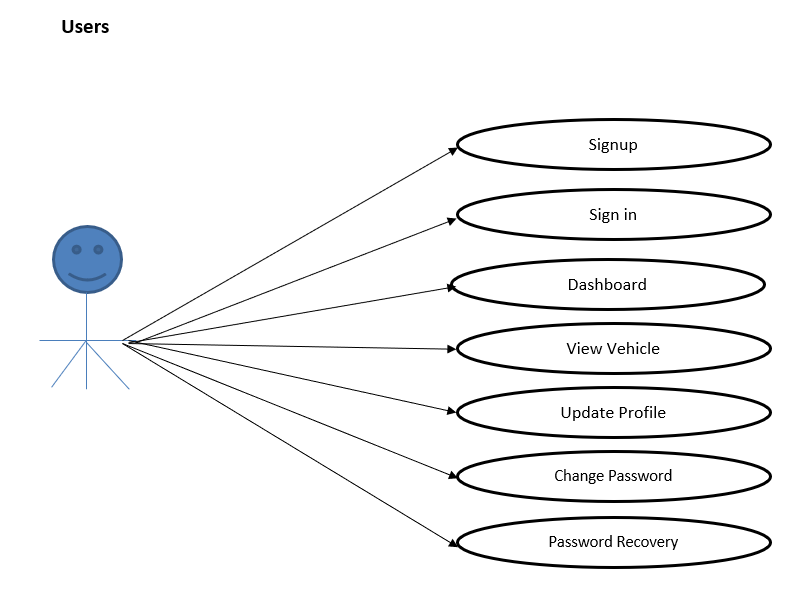 Users
Signup
Sign in
Dashboard
View Vehicle
Update Profile
Change Password
Password Recovery